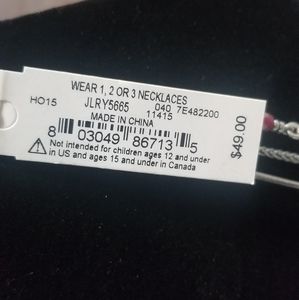 WEAR 1, 2 OR 3 NECKLACES
HO15 JLRY5665 040 7E482200
11415
MADE IN CHINA
8 03049 86713 5
Not intended for children ages 12 and under
in US and ages 15 and under in Canada
$49.00